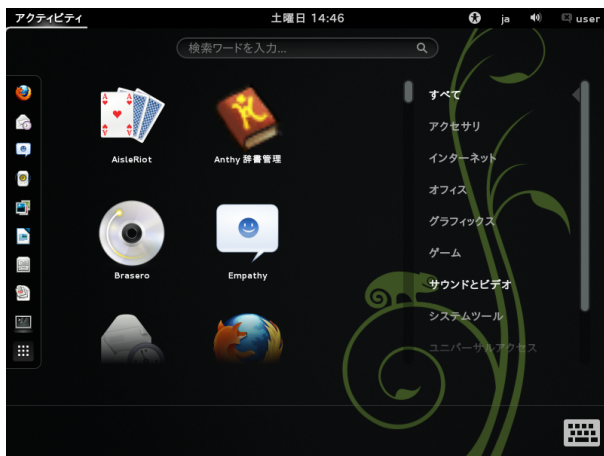 アクティビティ 土曜日 14:46 ja user
検索ワードを入力...
すべて
アクセサリ
AisleRiot Anthy 辞書管理
インターネット
オフィス
グラフィックス
ゲーム
Brasero Empathy
サウンドとビデオ
システムツール
ユニバーサルアクセス